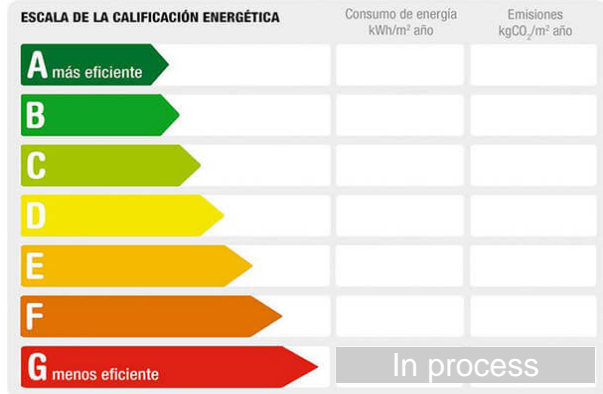 ESCALA DE LA CALIFICACIÓN ENERGÉTICA
Consumo de energía
kWh/m² año
Emisiones
kgCO₂/m² año
A más eficiente
B
C
D
E
F
G menos eficiente
In process